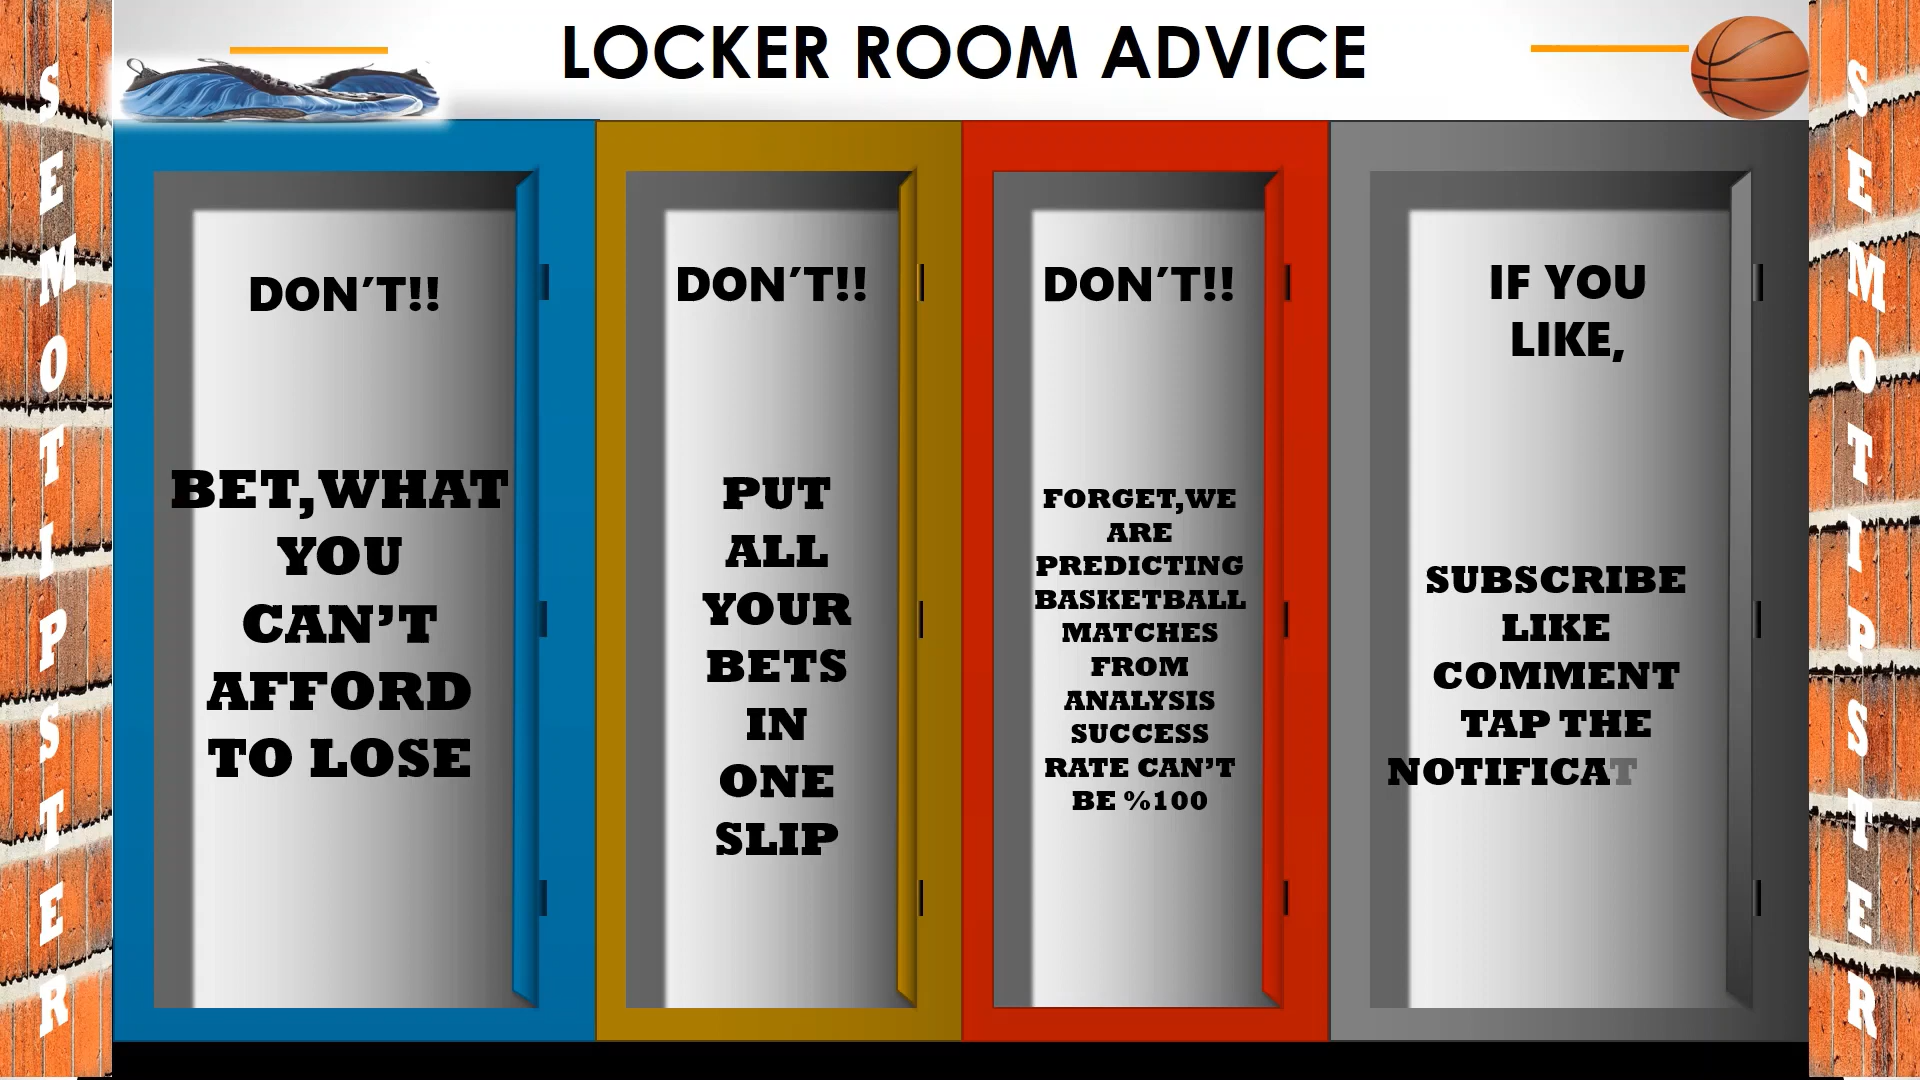 LOCKER ROOM ADVICE
SEMOTIPSTER
DON'T!!
BET,WHAT
YOU
CAN'T
AFFORD
TO LOSE
DON'T!!
PUT
ALL
YOUR
BETS
IN
ONE
SLIP
DON'T!!
FORGET,WE
ARE
PREDICTING
BASKETBALL
MATCHES
FROM
ANALYSIS
SUCCESS
RATE CAN'T
BE %100
IF YOU
LIKE,
SUBSCRIBE
LIKE
COMMENT
TAP THE
NOTIFICAT
SEMOTIPSTER